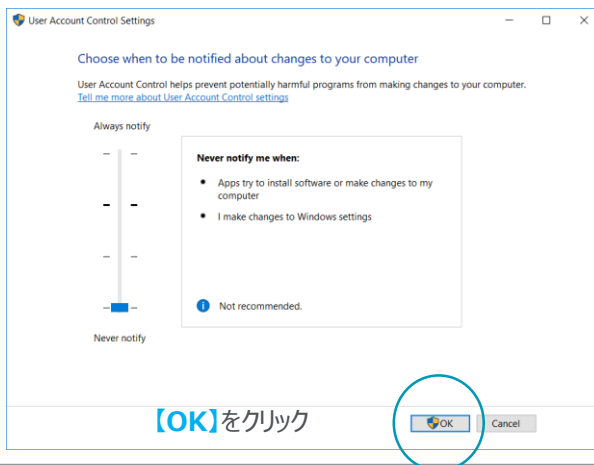 User Account Control Settings
Choose when to be notified about changes to your computer
User Account Control helps prevent potentially harmful programs from making changes to your computer.
Tell me more about User Account Control settings
Always notify
Never notify me when:
• Apps try to install software or make changes to my
computer
• I make changes to Windows settings
Not recommended.
Never notify
【OK】をクリック
OK
Cancel